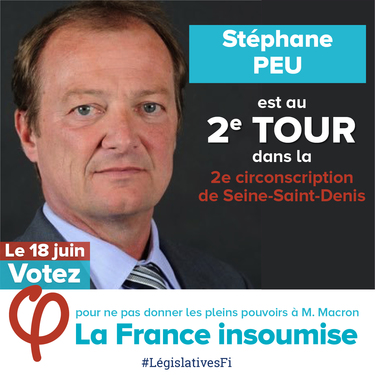 Stéphane
PEU
est au
2e TOUR
dans la
2e circonscription
de Seine-Saint-Denis
Le 18 juin
Votez
pour ne pas donner les pleins pouvoirs à M. Macron
φ La France insoumise
#LégislativesFi